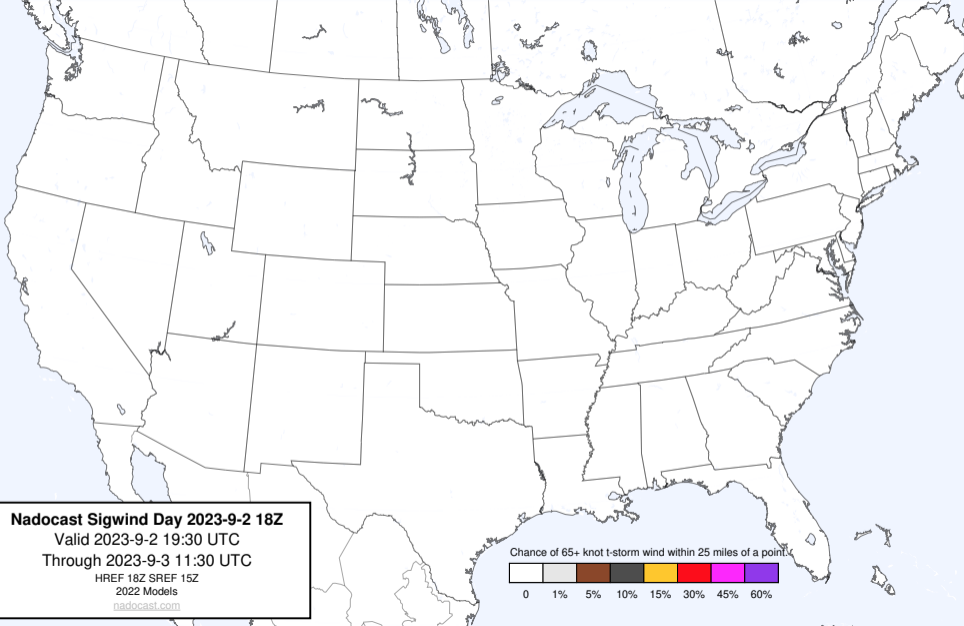 Nadocast Sigwind Day 2023-9-2 18Z
Valid 2023-9-2 19:30 UTC
Through 2023-9-3 11:30 UTC
HREF 18Z SREF 15Z
2022 Models
nadocast.com
Chance of 65+ knot t-storm wind within 25 miles of a point.
0 1% 5% 10% 15% 30% 45% 60%